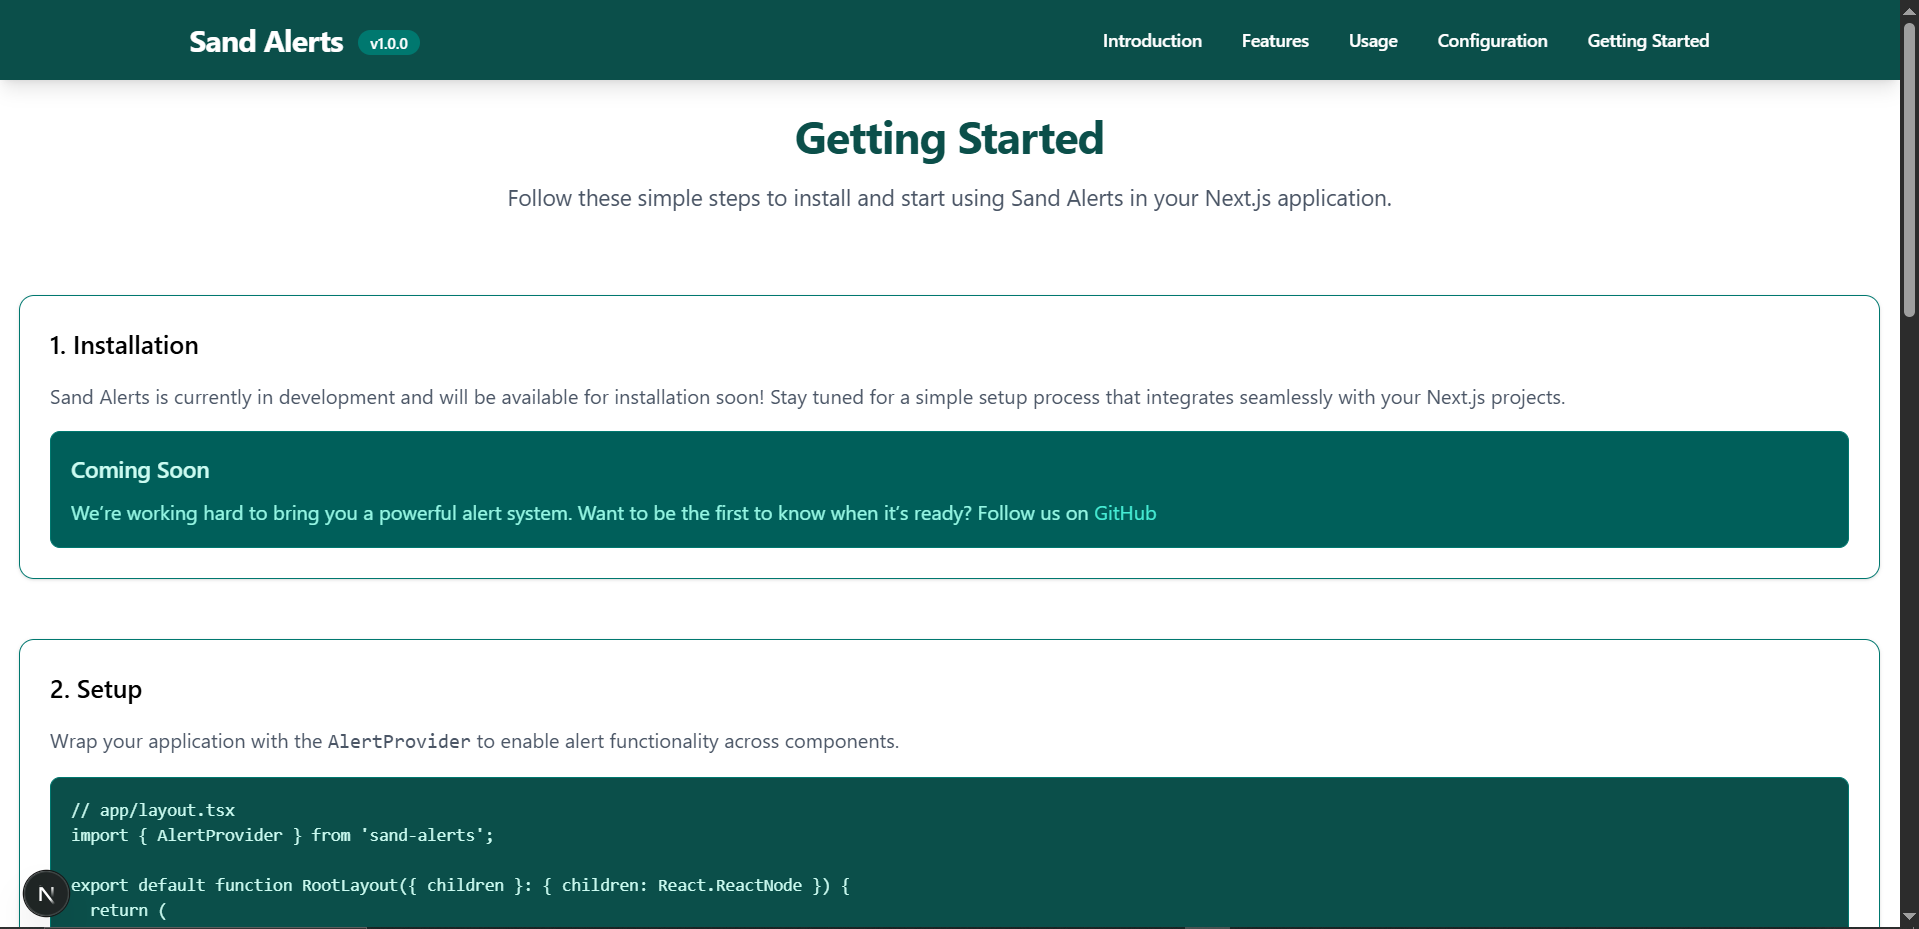 Sand Alerts v1.0.0 Introduction Features Usage Configuration Getting Started
Getting Started
Follow these simple steps to install and start using Sand Alerts in your Next.js application.
1. Installation
Sand Alerts is currently in development and will be available for installation soon! Stay tuned for a simple setup process that integrates seamlessly with your Next.js projects.
Coming Soon
We’re working hard to bring you a powerful alert system. Want to be the first to know when it’s ready? Follow us on GitHub
2. Setup
Wrap your application with the AlertProvider to enable alert functionality across components.
// app/layout.tsx
import { AlertProvider } from 'sand-alerts';
export default function RootLayout({ children }: { children: React.ReactNode }) {
return (
N